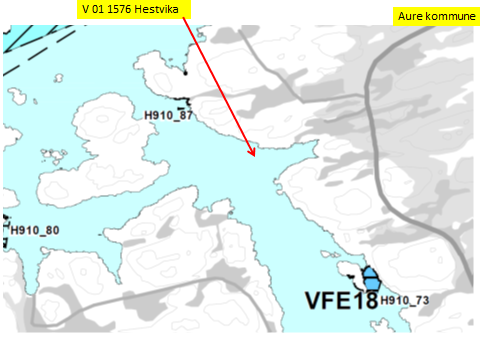 V 01 1576 Hestvika
Aure kommune
H910_87
H910_80
VFE18
H910_73